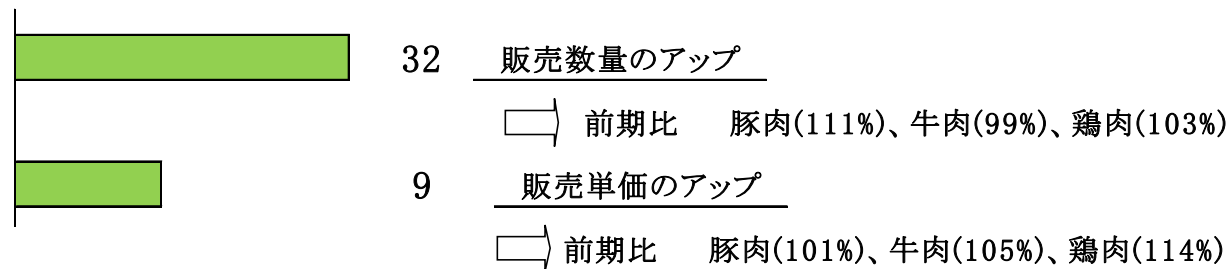 32 販売数量のアップ
前期比 豚肉(111%)、牛肉(99%)、鶏肉(103%)
9 販売単価のアップ
前期比 豚肉(101%)、牛肉(105%)、鶏肉(114%)